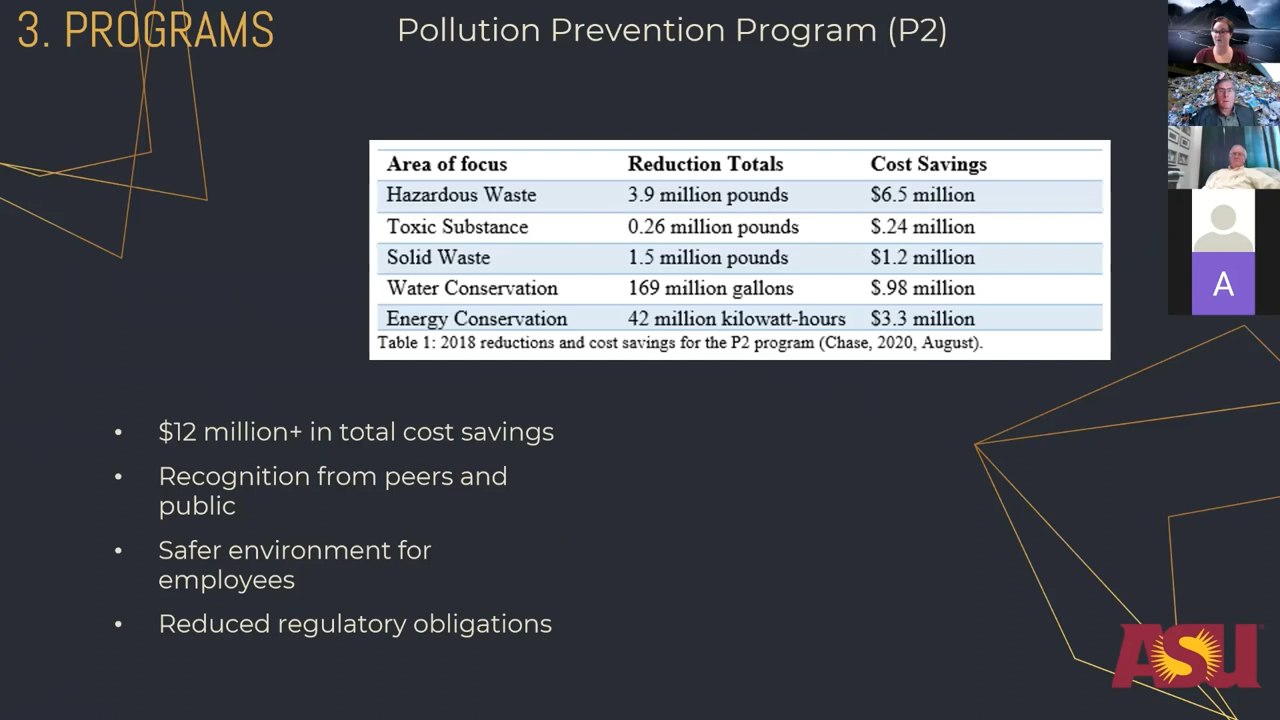 3. PROGRAMS
Pollution Prevention Program (P2)
Area of focus Reduction Totals Cost Savings
Hazardous Waste 3.9 million pounds $6.5 million
Toxic Substance 0.26 million pounds $.24 million
Solid Waste 1.5 million pounds $1.2 million
Water Conservation 169 million gallons $.98 million
Energy Conservation 42 million kilowatt-hours $3.3 million
Table 1: 2018 reductions and cost savings for the P2 program (Chase, 2020, August).
• $12 million+ in total cost savings
• Recognition from peers and
public
• Safer environment for
employees
• Reduced regulatory obligations
A
ASU